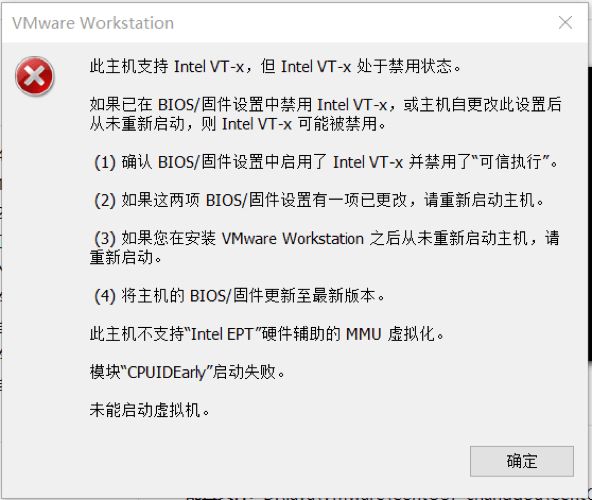 VMware Workstation
此主机支持 Intel VT-x，但 Intel VT-x 处于禁用状态。
如果已在 BIOS/固件设置中禁用 Intel VT-x，或主机自更改此设置后
从未重新启动，则 Intel VT-x 可能被禁用。
(1) 确认 BIOS/固件设置中启用了 Intel VT-x 并禁用了“可信执行”。
(2) 如果这两项 BIOS/固件设置有一项已更改，请重新启动主机。
(3) 如果您在安装 VMware Workstation 之后从未重新启动主机，请
重新启动。
(4) 将主机的 BIOS/固件更新至最新版本。
此主机不支持“Intel EPT”硬件辅助的 MMU 虚拟化。
模块“CPUIDEarly”启动失败。
未能启动虚拟机。
确定